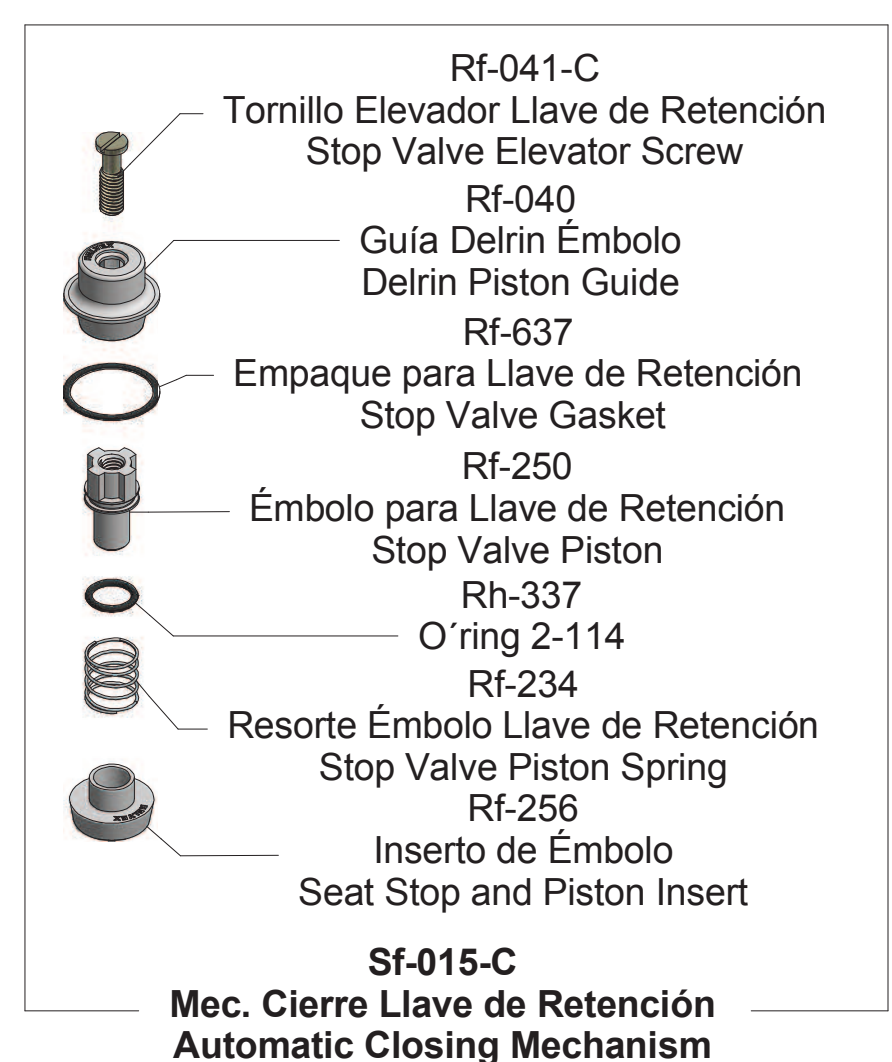 Rf-041-C
Tornillo Elevador Llave de Retención
Stop Valve Elevator Screw
Rf-040
Guía Delrin Émbolo
Delrin Piston Guide
Rf-637
Empaque para Llave de Retención
Stop Valve Gasket
Rf-250
Émbolo para Llave de Retención
Stop Valve Piston
Rh-337
O´ring 2-114
Rf-234
Resorte Émbolo Llave de Retención
Stop Valve Piston Spring
Rf-256
Inserto de Émbolo
Seat Stop and Piston Insert
Sf-015-C
Mec. Cierre Llave de Retención
Automatic Closing Mechanism